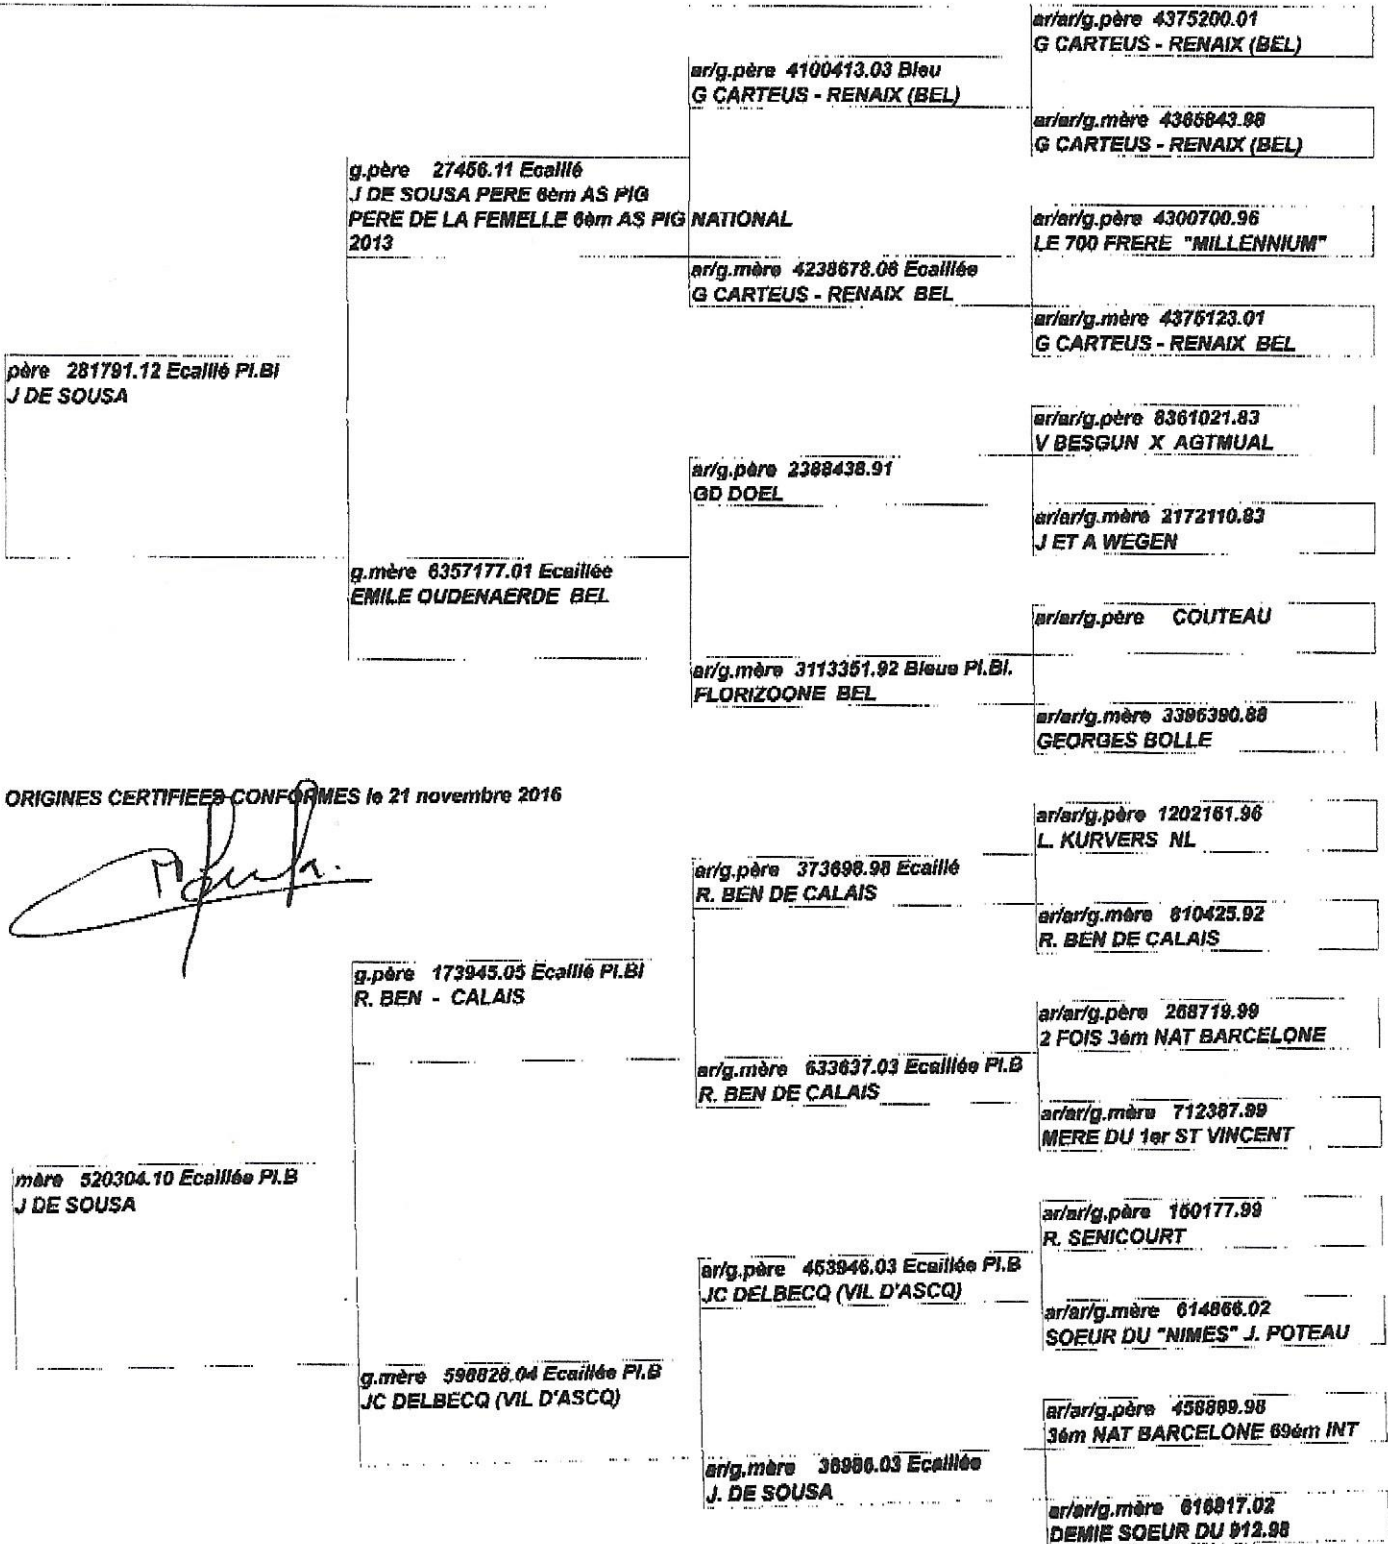 ar/ar/g.père 4375200.01
G CARTEUS - RENAIX (BEL)
ar/g.père 4100413.03 Bleu
G CARTEUS - RENAIX (BEL)
ar/ar/g.mère 4365843.98
G CARTEUS - RENAIX (BEL)
g.père 27456.11 Ecaillé
J DE SOUSA PERE 6èm AS PIG
PERE DE LA FEMELLE 6èm AS PIG NATIONAL
2013
ar/ar/g.père 4300700.96
LE 700 FRERE "MILLENNIUM"
ar/g.mère 4238678.06 Ecaillée
G CARTEUS - RENAIX BEL
ar/ar/g.mère 4375123.01
G CARTEUS - RENAIX BEL
père 281791.12 Ecaillé Pl.Bl
J DE SOUSA
ar/ar/g.père 8361021.83
V BESGUN X AGTMUAL
ar/g.père 2388438.91
GD DOEL
ar/ar/g.mère 2172110.83
J ET A WEGEN
g.mère 6357177.01 Ecaillée
EMILE OUDENAERDE BEL
ar/ar/g.père COUTEAU
ar/g.mère 3113351.92 Bleue Pl.Bl.
FLORIZOONE BEL
ar/ar/g.mère 3396390.88
GEORGES BOLLE
ORIGINES CERTIFIEES CONFORMES le 21 novembre 2016
ar/ar/g.père 1202161.96
L. KURVERS NL
ar/g.père 373698.98 Ecaillé
R. BEN DE CALAIS
ar/ar/g.mère 810425.92
R. BEN DE CALAIS
g.père 173945.05 Ecaillé Pl.Bl
R. BEN - CALAIS
ar/ar/g.père 268719.99
2 FOIS 3ém NAT BARCELONE
ar/g.mère 633637.03 Ecaillée Pl.B
R. BEN DE CALAIS
ar/ar/g.mère 712387.99
MERE DU 1er ST VINCENT
mère 520304.10 Ecaillée Pl.B
J DE SOUSA
ar/ar/g.père 160177.99
R. SENICOURT
ar/g.père 453946.03 Ecaillée Pl.B
JC DELBECQ (VIL D'ASCQ)
ar/ar/g.mère 614866.02
SOEUR DU "NIMES" J. POTEAU
g.mère 598828.04 Ecaillée Pl.B
JC DELBECQ (VIL D'ASCQ)
ar/ar/g.père 458889.98
3ém NAT BARCELONE 69ém INT
ar/g.mère 36986.03 Ecaillée
J. DE SOUSA
ar/ar/g.mère 616817.02
DEMIE SOEUR DU 912.98